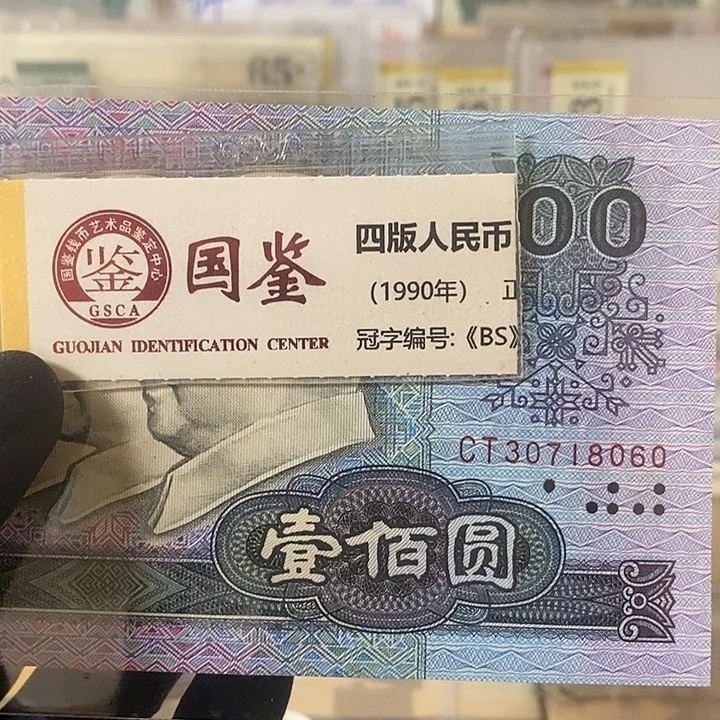 65+
四版人民币
00
国鉴钱币艺术品鉴定中心
鉴
GSCA
国鉴
(1990年) 正
冠字编号:《BS》
GUOJIAN IDENTIFICATION CENTER
CT30718060
壹佰圆